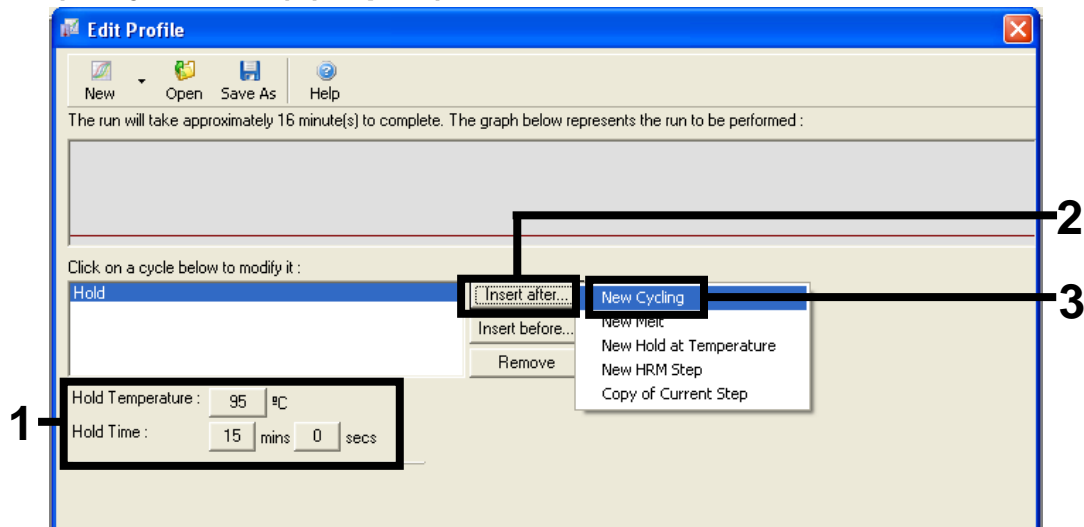 Edit Profile
New Open Save As Help
The run will take approximately 16 minute(s) to complete. The graph below represents the run to be performed :
2
Click on a cycle below to modify it :
Hold
Insert after...
New Cycling
3
Insert before...
New Melt
New Hold at Temperature
Remove
New HRM Step
Copy of Current Step
1
Hold Temperature : 95 ºC
Hold Time : 15 mins 0 secs